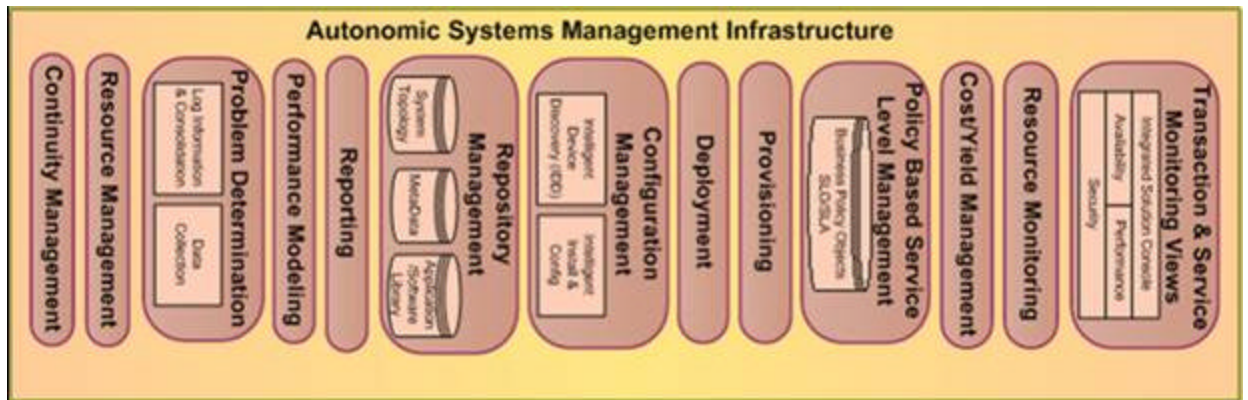 Autonomic Systems Management Infrastructure
Continuity Management
Resource Management
Problem Determination
Log Information
& Consolidation
Data
Collection
Performance Modeling
Reporting
Repository
Management
System
Topology
MetaData
Application
/Software
Library
Configuration
Management
Intelligent
Device
Discovery (IDD)
Intelligent
Install &
Config
Deployment
Provisioning
Policy Based Service
Level Management
Business Policy Objects
SLO/SLA
Cost/Yield Management
Resource Monitoring
Transaction & Service
Monitoring Views
Integrated Solution Console
Availability
Performance
Security